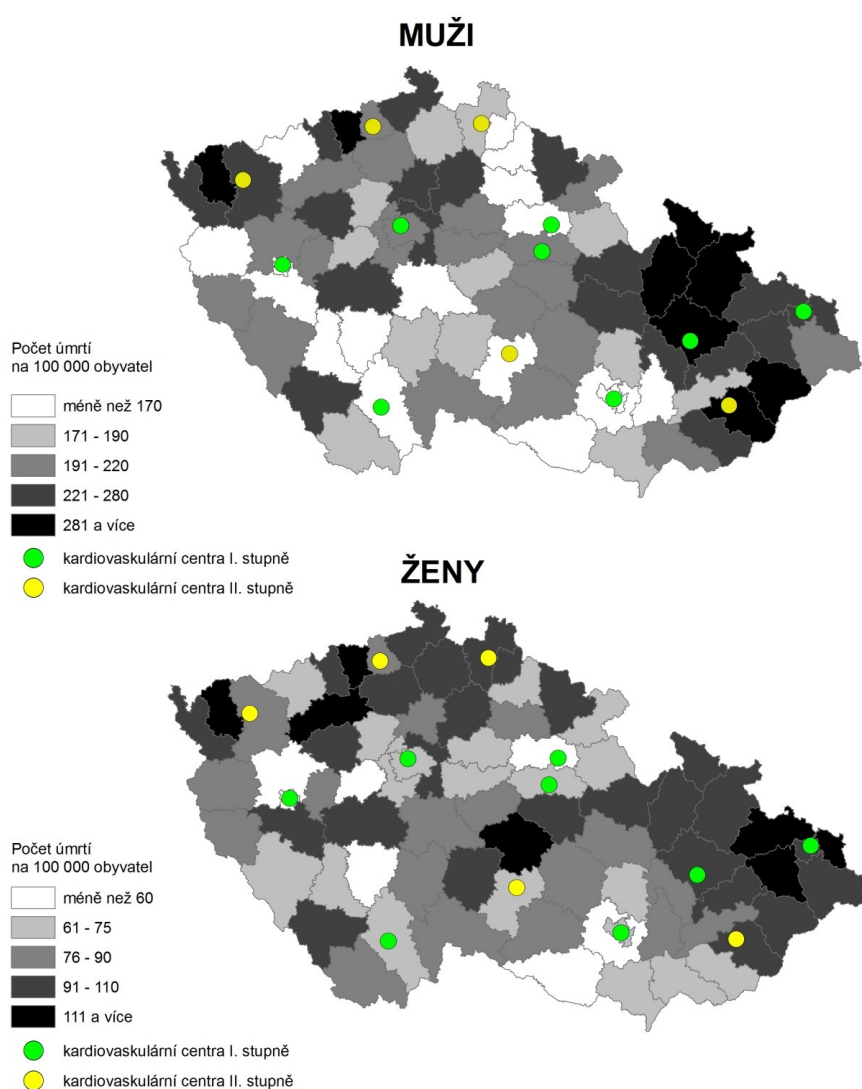 MUŽI
Počet úmrtí
na 100 000 obyvatel
méně než 170
171 - 190
191 - 220
221 - 280
281 a více
kardiovaskulární centra I. stupně
kardiovaskulární centra II. stupně
ŽENY
Počet úmrtí
na 100 000 obyvatel
méně než 60
61 - 75
76 - 90
91 - 110
111 a více
kardiovaskulární centra I. stupně
kardiovaskulární centra II. stupně